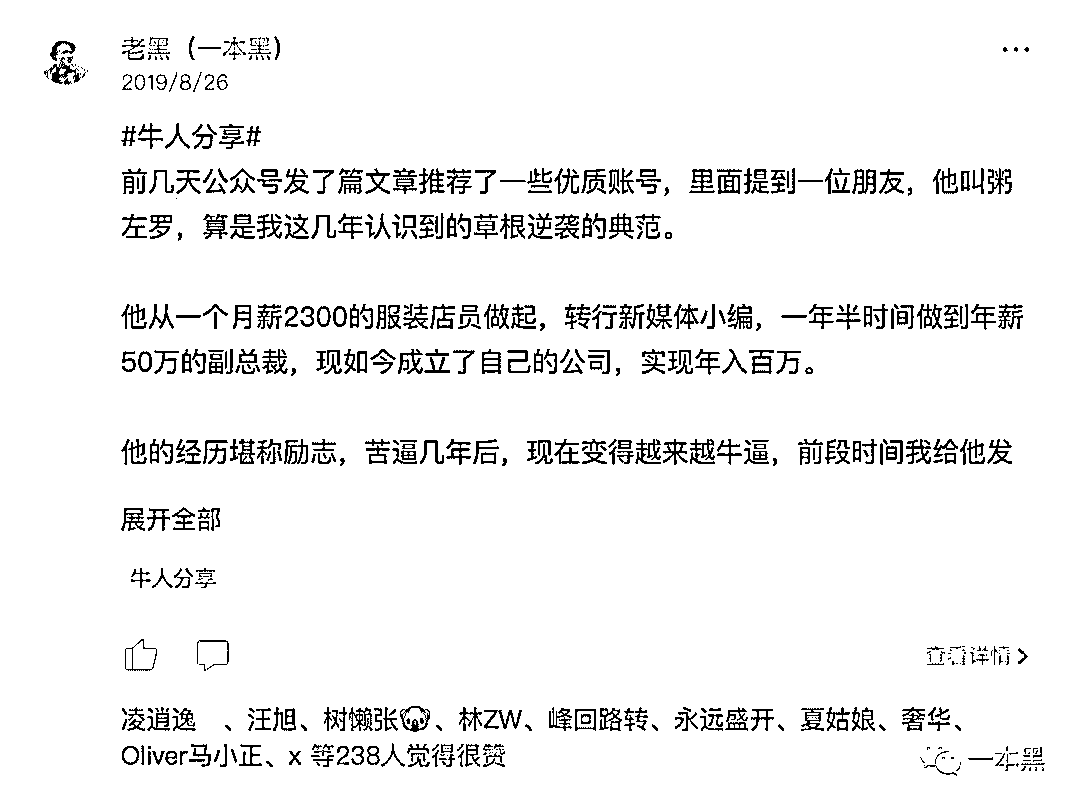 老黑（一本黑）
2019/8/26
#牛人分享#
前几天公众号发了篇文章推荐了一些优质账号，里面提到一位朋友，他叫粥
左罗，算是我这几年认识到的草根逆袭的典范。
他从一个月薪2300的服装店员做起，转行新媒体小编，一年半时间做到年薪
50万的副总裁，现如今成立了自己的公司，实现年入百万。
他的经历堪称励志，苦逼几年后，现在变得越来越牛逼，前段时间我给他发
展开全部
牛人分享
查看详情
凌逍逸 、汪旭、树懒张🐨、林ZW、峰回路转、永远盛开、夏姑娘、奢华、
Oliver马小正、x 等238人觉得很赞
一本黑